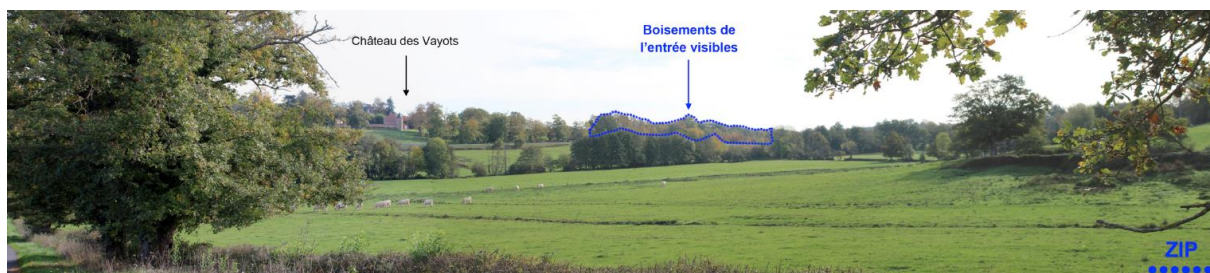 Château des Vayots
Boisements de
l'entrée visibles
ZIP